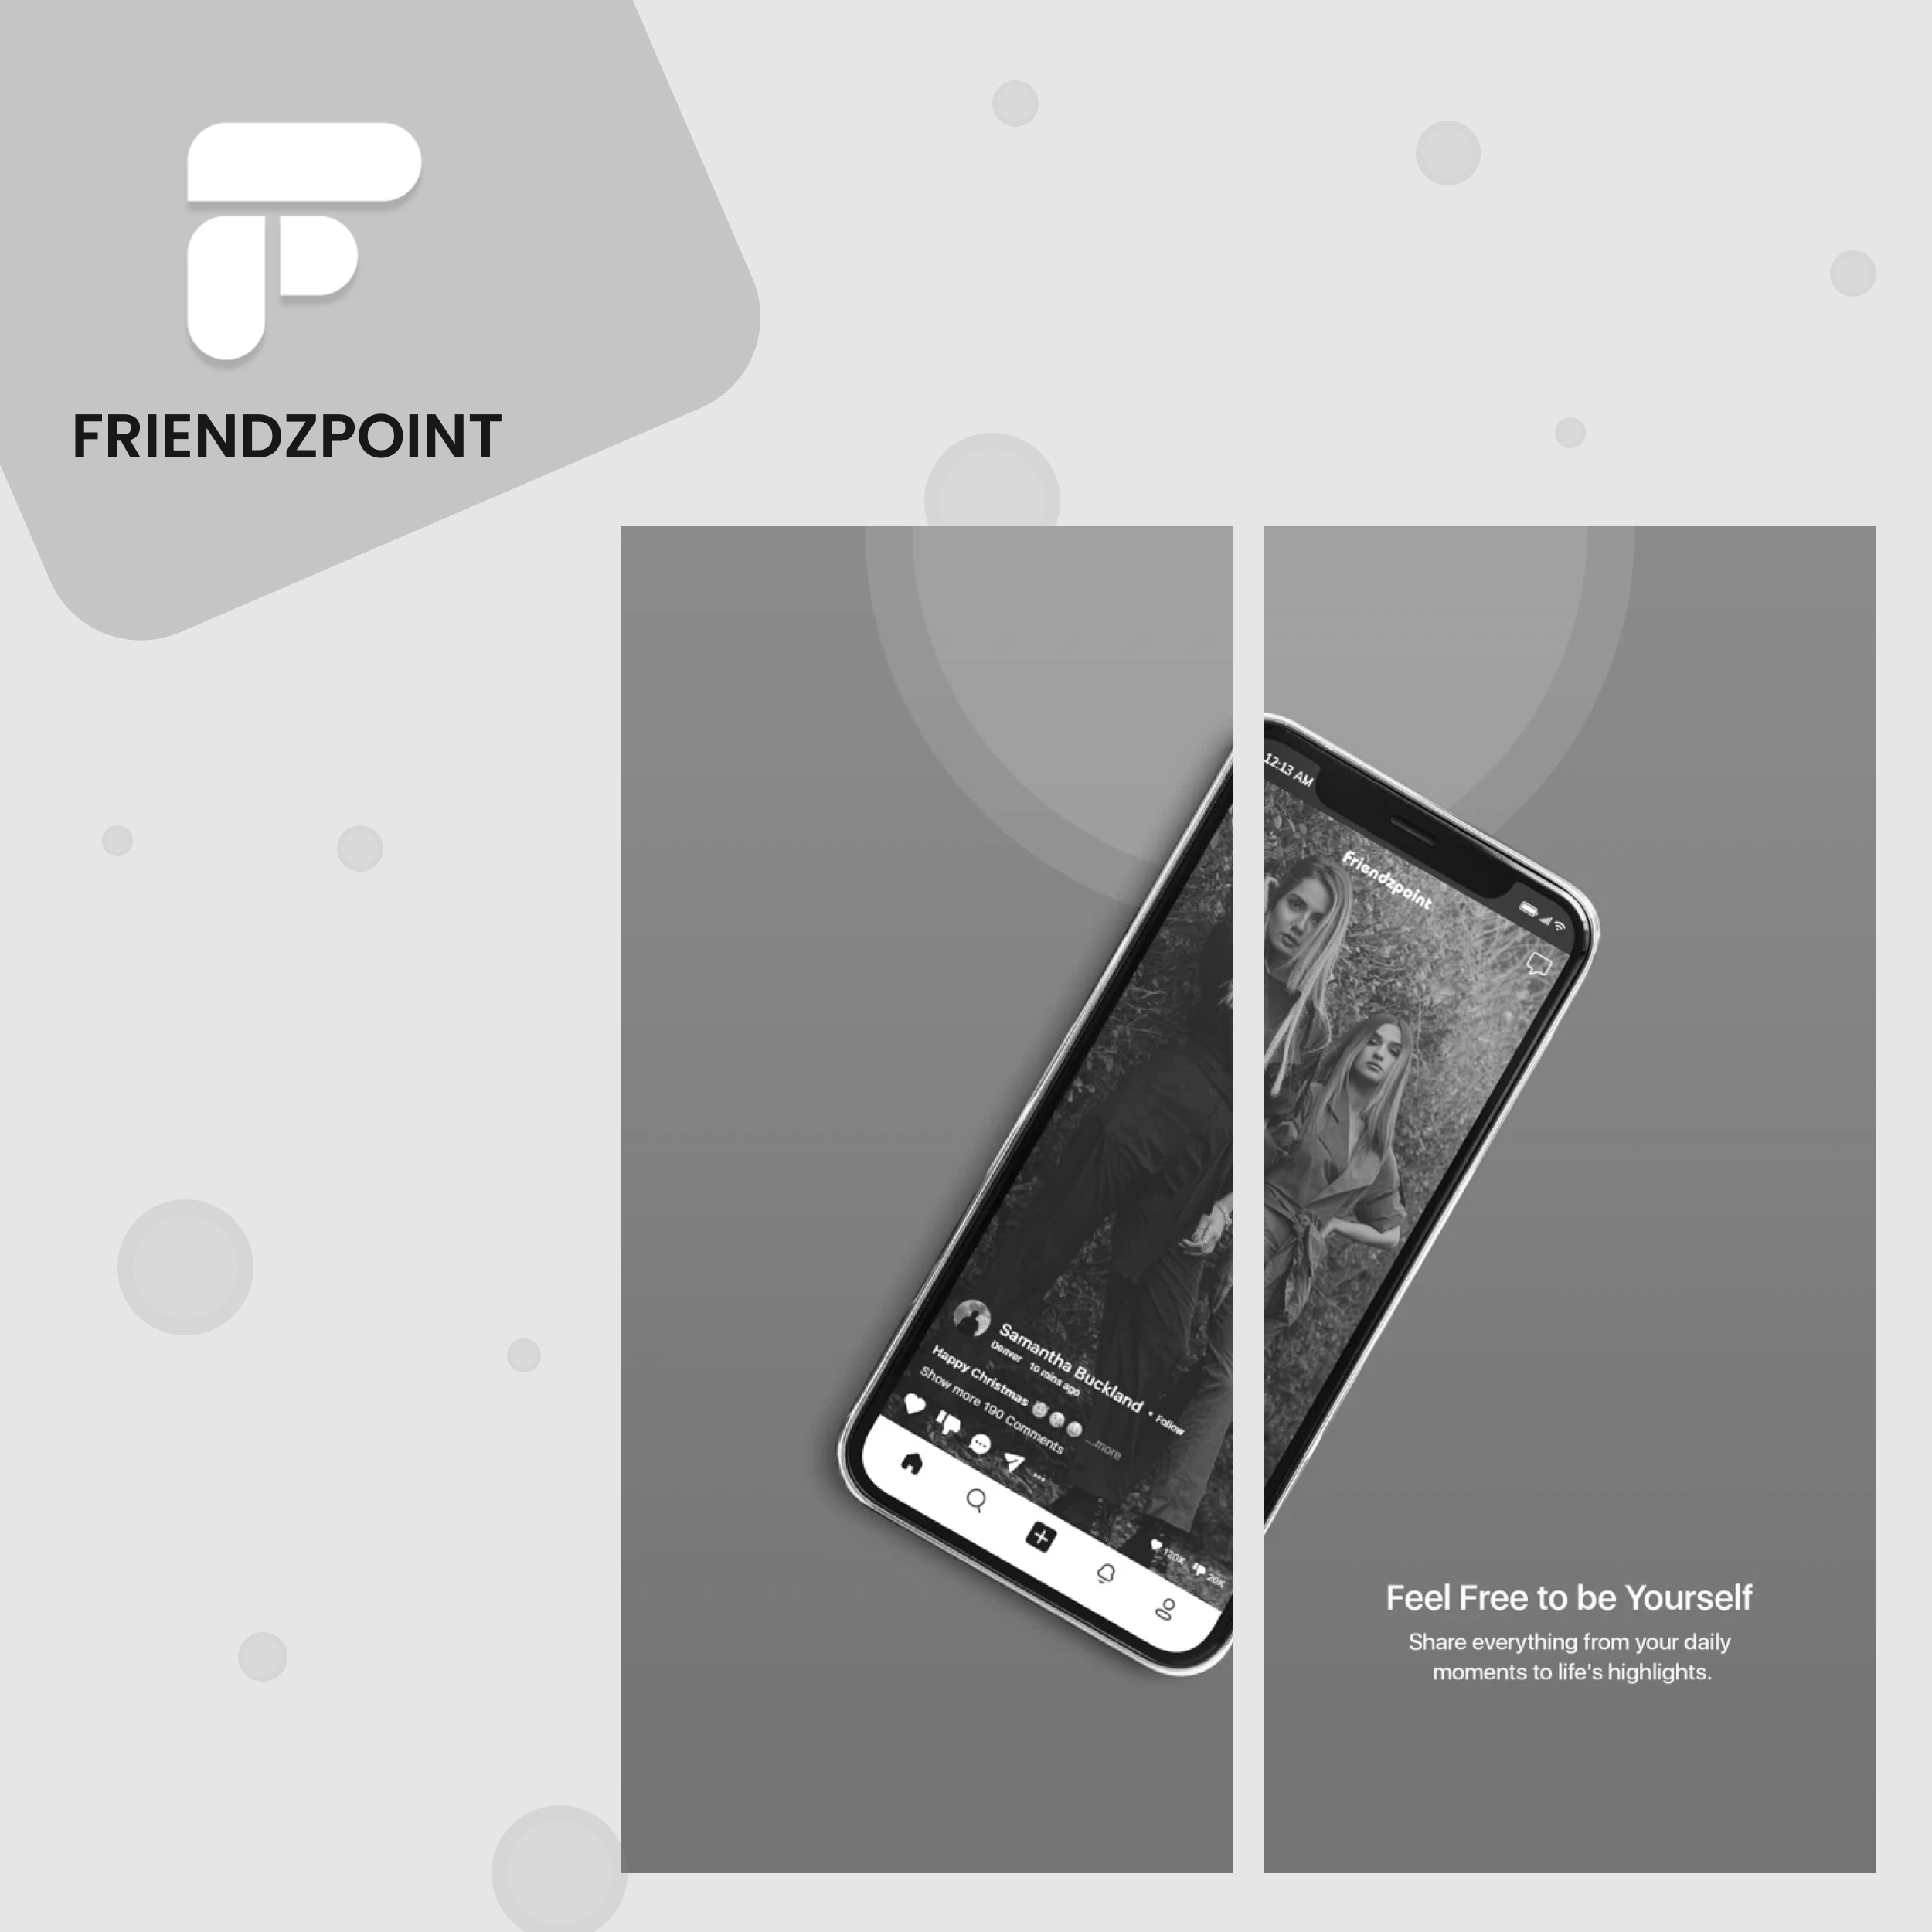 FRIENDZPOINT
12:13 AM
Friendzpoint
Samantha Buckland • Follow
Denver 10 mins ago
Happy Christmas 😇😘😊 ...more
Show more 190 Comments
120K 20K
Feel Free to be Yourself
Share everything from your daily
moments to life's highlights.